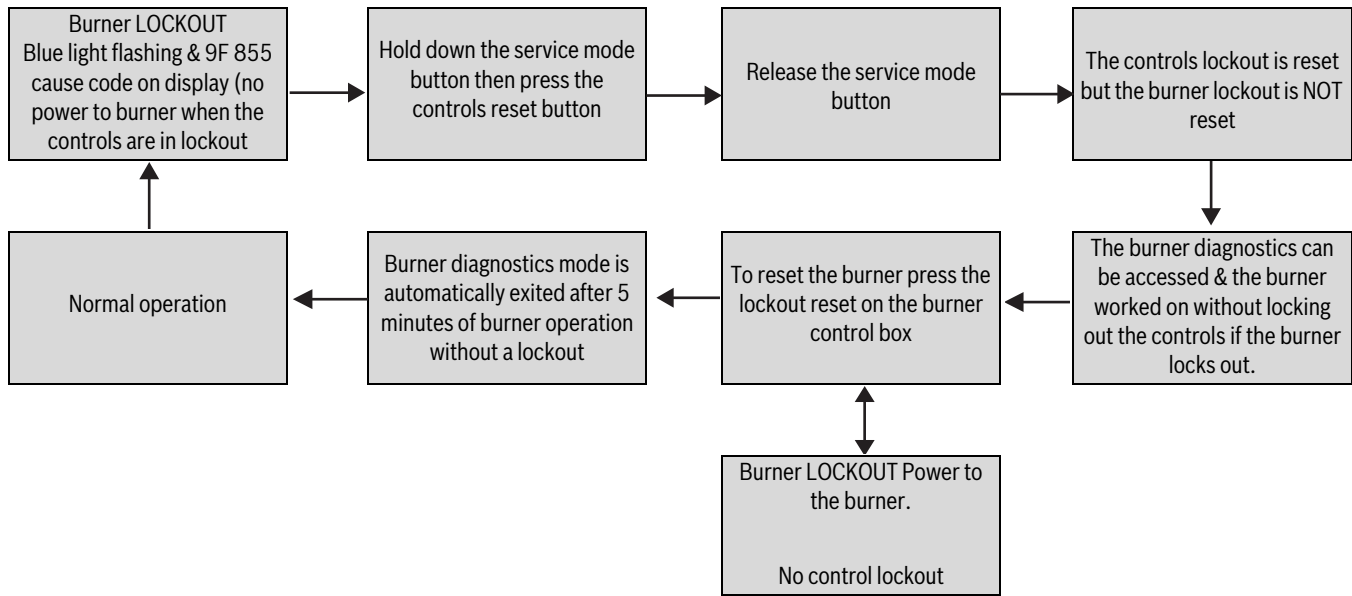 Burner LOCKOUT
Blue light flashing & 9F 855
cause code on display (no
power to burner when the
controls are in lockout
Hold down the service mode
button then press the
controls reset button
Release the service mode
button
The controls lockout is reset
but the burner lockout is NOT
reset
Normal operation
Burner diagnostics mode is
automatically exited after 5
minutes of burner operation
without a lockout
To reset the burner press the
lockout reset on the burner
control box
The burner diagnostics can
be accessed & the burner
worked on without locking
out the controls if the burner
locks out.
Burner LOCKOUT Power to
the burner.
No control lockout